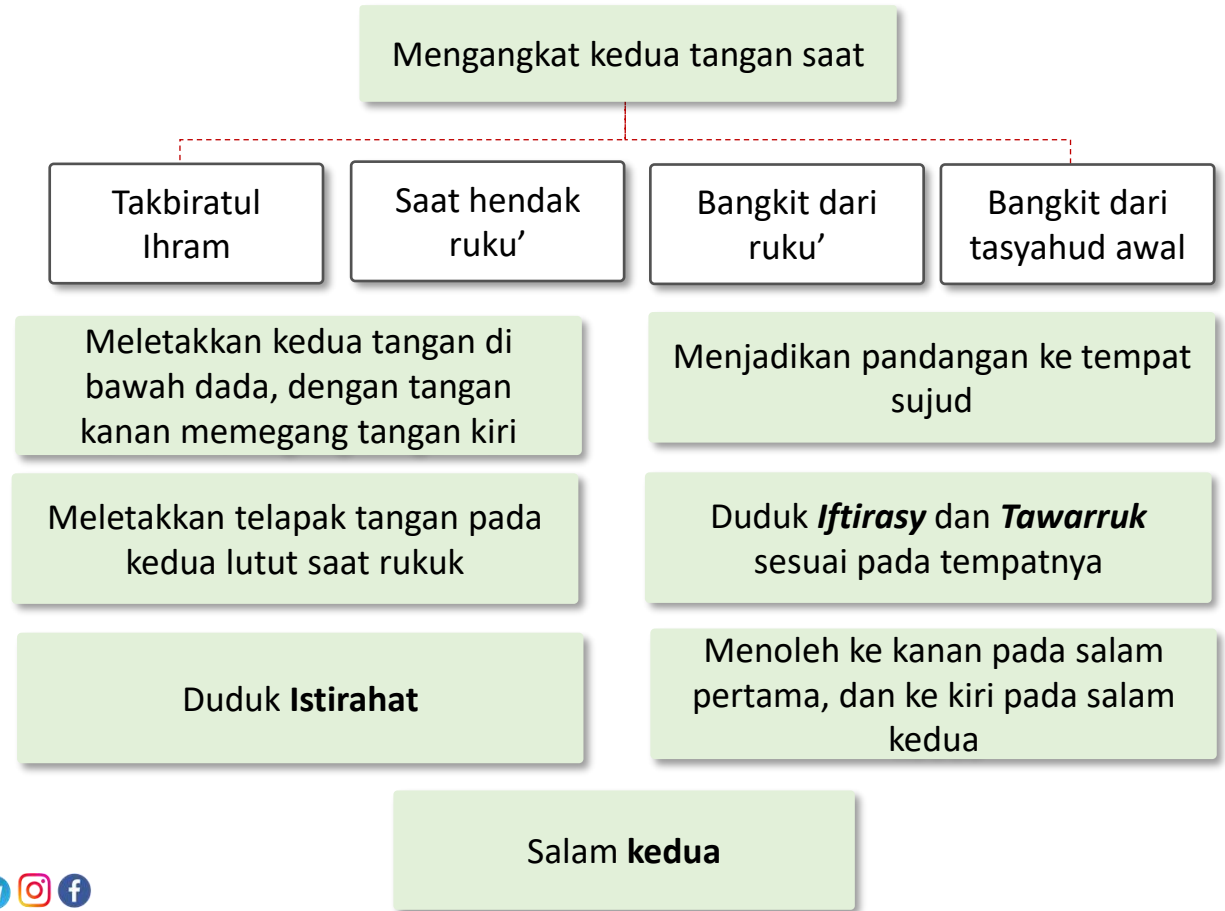 Mengangkat kedua tangan saat
Takbiratul
Ihram
Saat hendak
ruku’
Bangkit dari
ruku’
Bangkit dari
tasyahud awal
Meletakkan kedua tangan di
bawah dada, dengan tangan
kanan memegang tangan kiri
Menjadikan pandangan ke tempat
sujud
Meletakkan telapak tangan pada
kedua lutut saat rukuk
Duduk Iftirasy dan Tawarruk
sesuai pada tempatnya
Duduk Istirahat
Menoleh ke kanan pada salam
pertama, dan ke kiri pada salam
kedua
Salam kedua